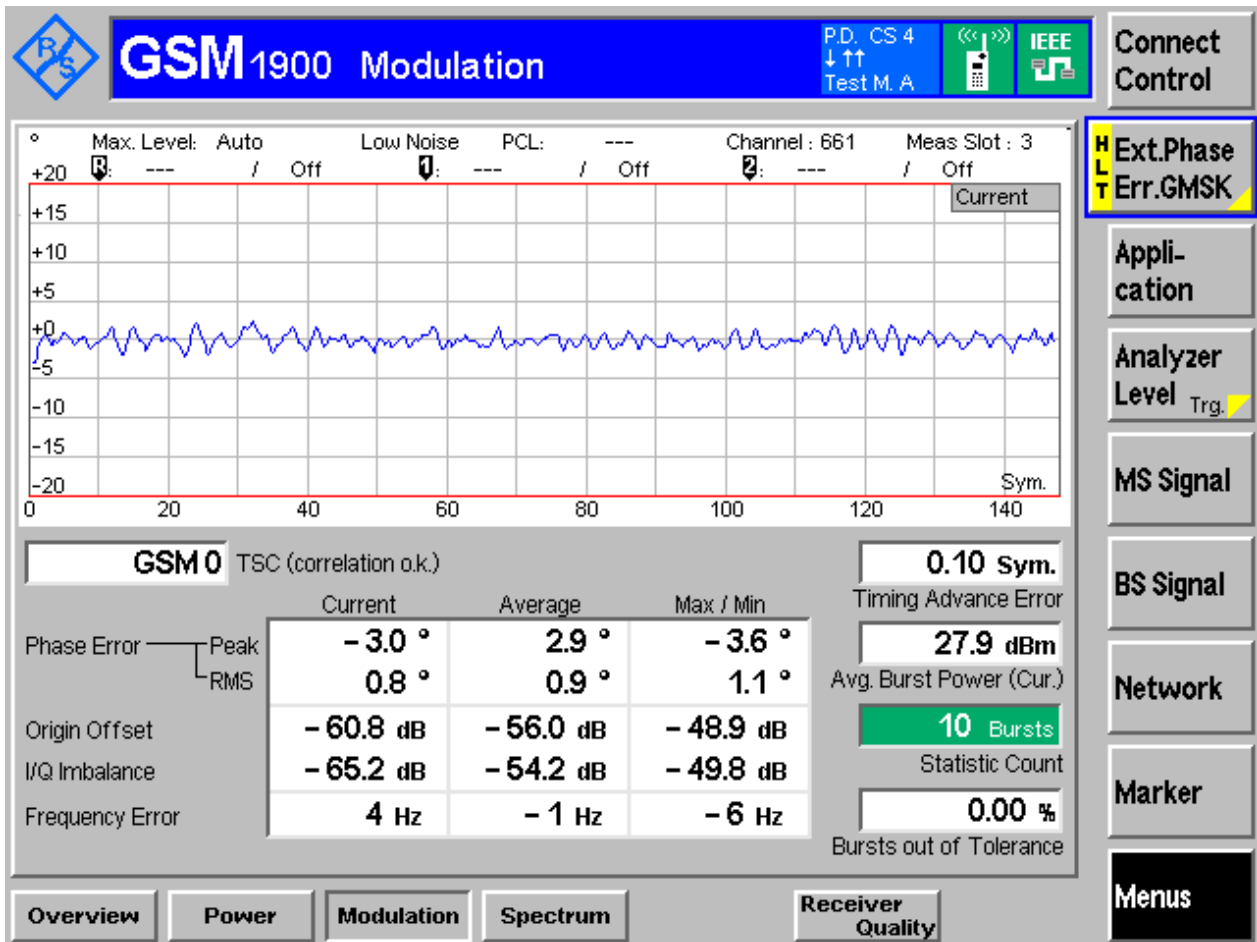 R/S GSM 1900 Modulation P.D. CS 4 IEEE
↓ ↑↑
Test M. A
Connect
Control
° Max. Level: Auto Low Noise PCL: --- Channel : 661 Meas Slot : 3
R: --- / Off 1: --- / Off 2: --- / Off
Current
+20
+15
+10
+5
+0
-5
-10
-15
-20
Sym.
0 20 40 60 80 100 120 140
HLT
Ext.Phase
Err.GMSK
Appli-
cation
Analyzer
Level Trg.
MS Signal
BS Signal
Network
Marker
Menus
GSM 0 TSC (correlation o.k.)
Current Average Max / Min
Phase Error Peak – 3.0 ° 2.9 ° – 3.6 °
RMS 0.8 ° 0.9 ° 1.1 °
Origin Offset – 60.8 dB – 56.0 dB – 48.9 dB
I/Q Imbalance – 65.2 dB – 54.2 dB – 49.8 dB
Frequency Error 4 Hz – 1 Hz – 6 Hz
0.10 Sym.
Timing Advance Error
27.9 dBm
Avg. Burst Power (Cur.)
10 Bursts
Statistic Count
0.00 %
Bursts out of Tolerance
Overview Power Modulation Spectrum Receiver
Quality